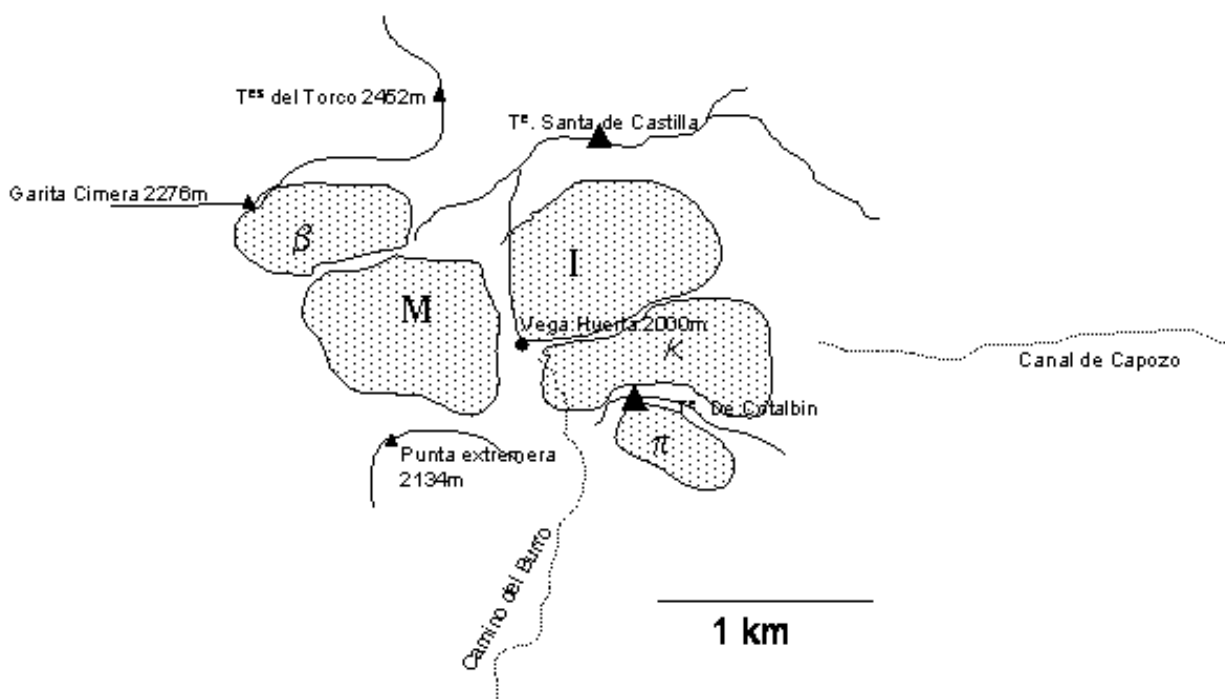 Tes del Torco 2452m
Te. Santa de Castilla
Garita Cimera 2276m
β
I
M
Vega Huerta 2000m
K
Canal de Capozo
Te. De Cotalbin
π
Punta extremera
2134m
Camino del Burro
1 km